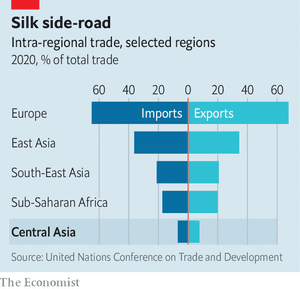 Silk side-road
Intra-regional trade, selected regions
2020, % of total trade
60 40 20 0 20 40 60
Imports Exports
Europe
East Asia
South-East Asia
Sub-Saharan Africa
Central Asia
Source: United Nations Conference on Trade and Development
The Economist